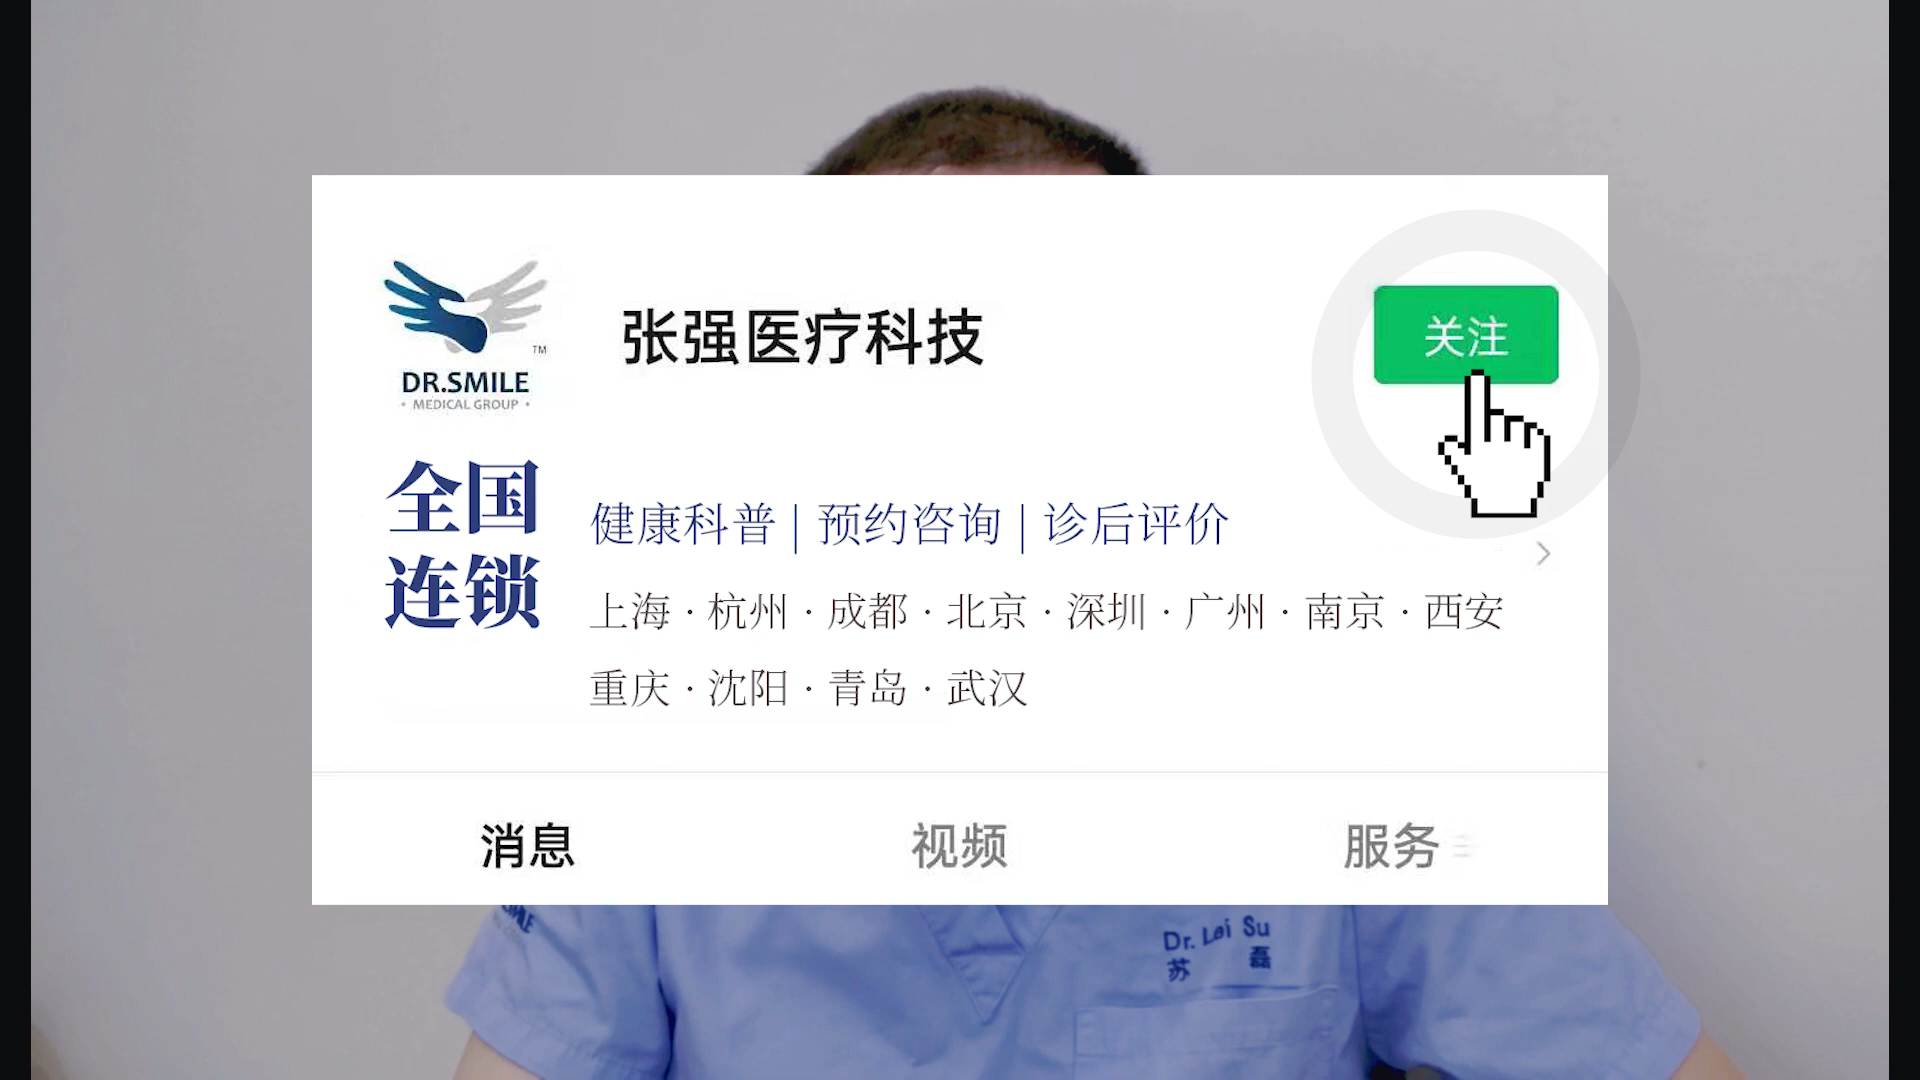 DR.SMILE
· MEDICAL GROUP ·
TM
张强医疗科技
关注
全国
连锁
健康科普 | 预约咨询 | 诊后评价
上海 · 杭州 · 成都 · 北京 · 深圳 · 广州 · 南京 · 西安
重庆 · 沈阳 · 青岛 · 武汉
消息
视频
服务
Dr. Lei Su
苏 磊